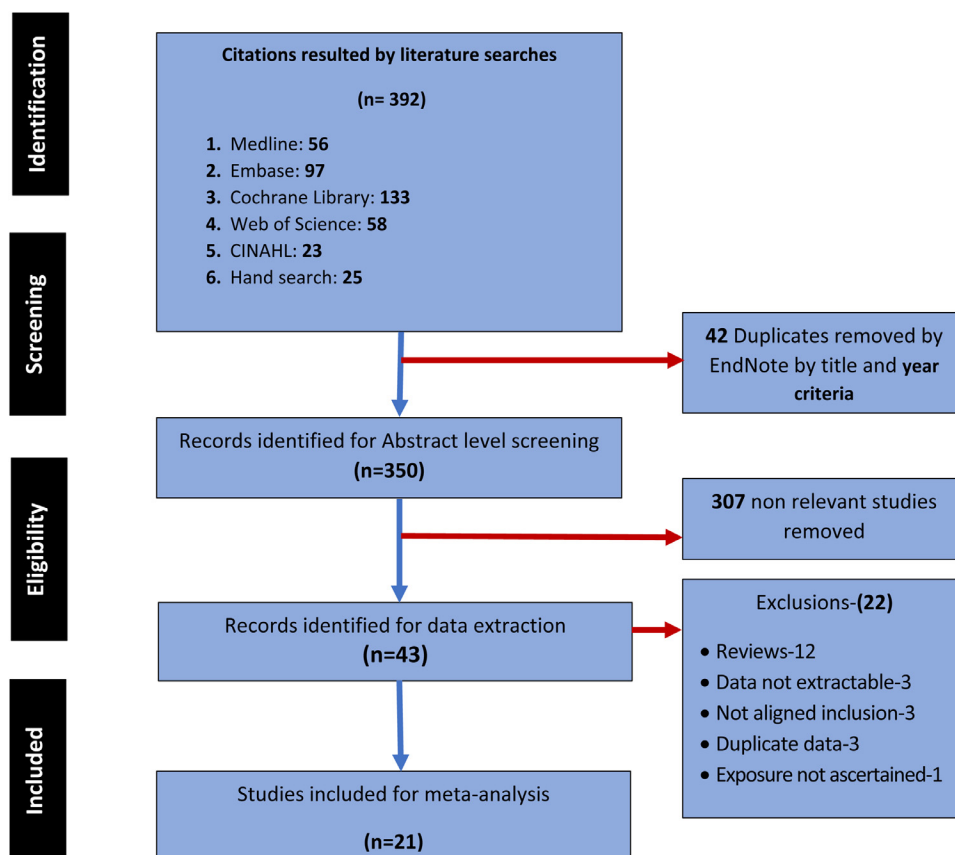 Identification
Citations resulted by literature searches
(n= 392)
1. Medline: 56
2. Embase: 97
3. Cochrane Library: 133
4. Web of Science: 58
5. CINAHL: 23
6. Hand search: 25
Screening
42 Duplicates removed by
EndNote by title and year
criteria
Records identified for Abstract level screening
(n=350)
Eligibility
307 non relevant studies
removed
Records identified for data extraction
(n=43)
Exclusions-(22)
• Reviews-12
• Data not extractable-3
• Not aligned inclusion-3
• Duplicate data-3
• Exposure not ascertained-1
Included
Studies included for meta-analysis
(n=21)